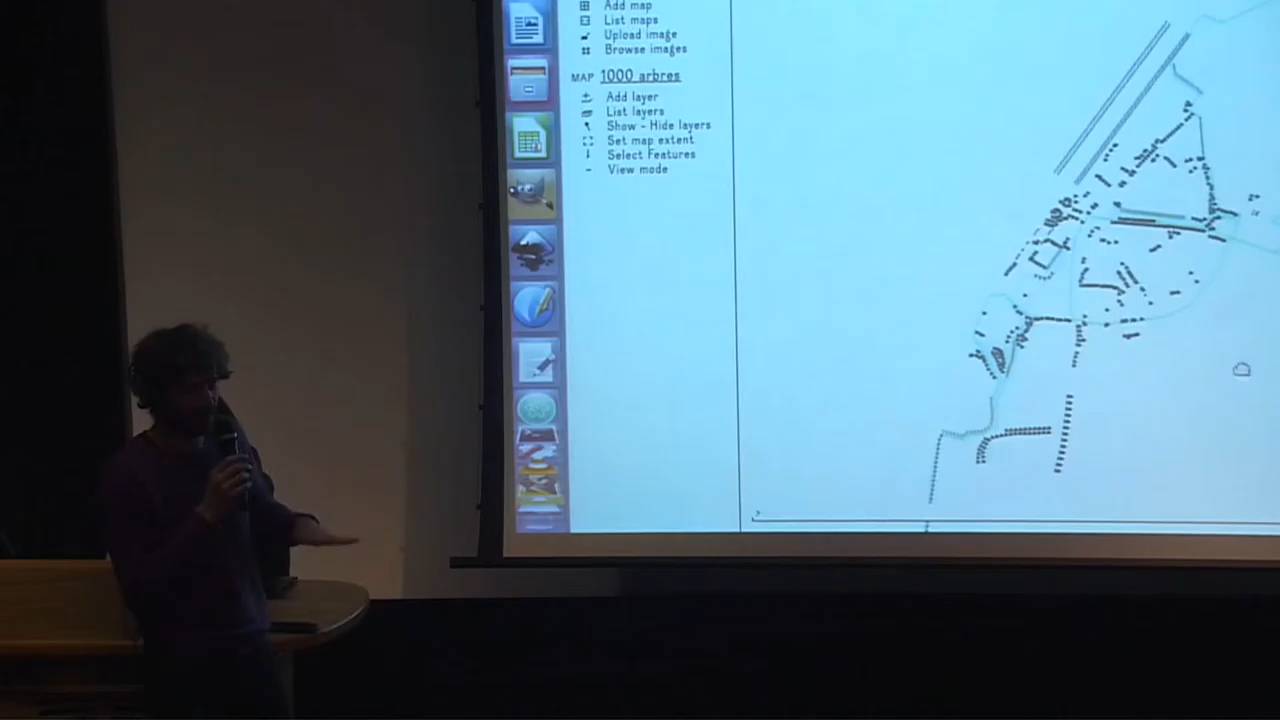 Add map
List maps
Upload image
Browse images
MAP 1000 arbres
Add layer
List layers
Show - Hide layers
Set map extent
Select Features
View mode